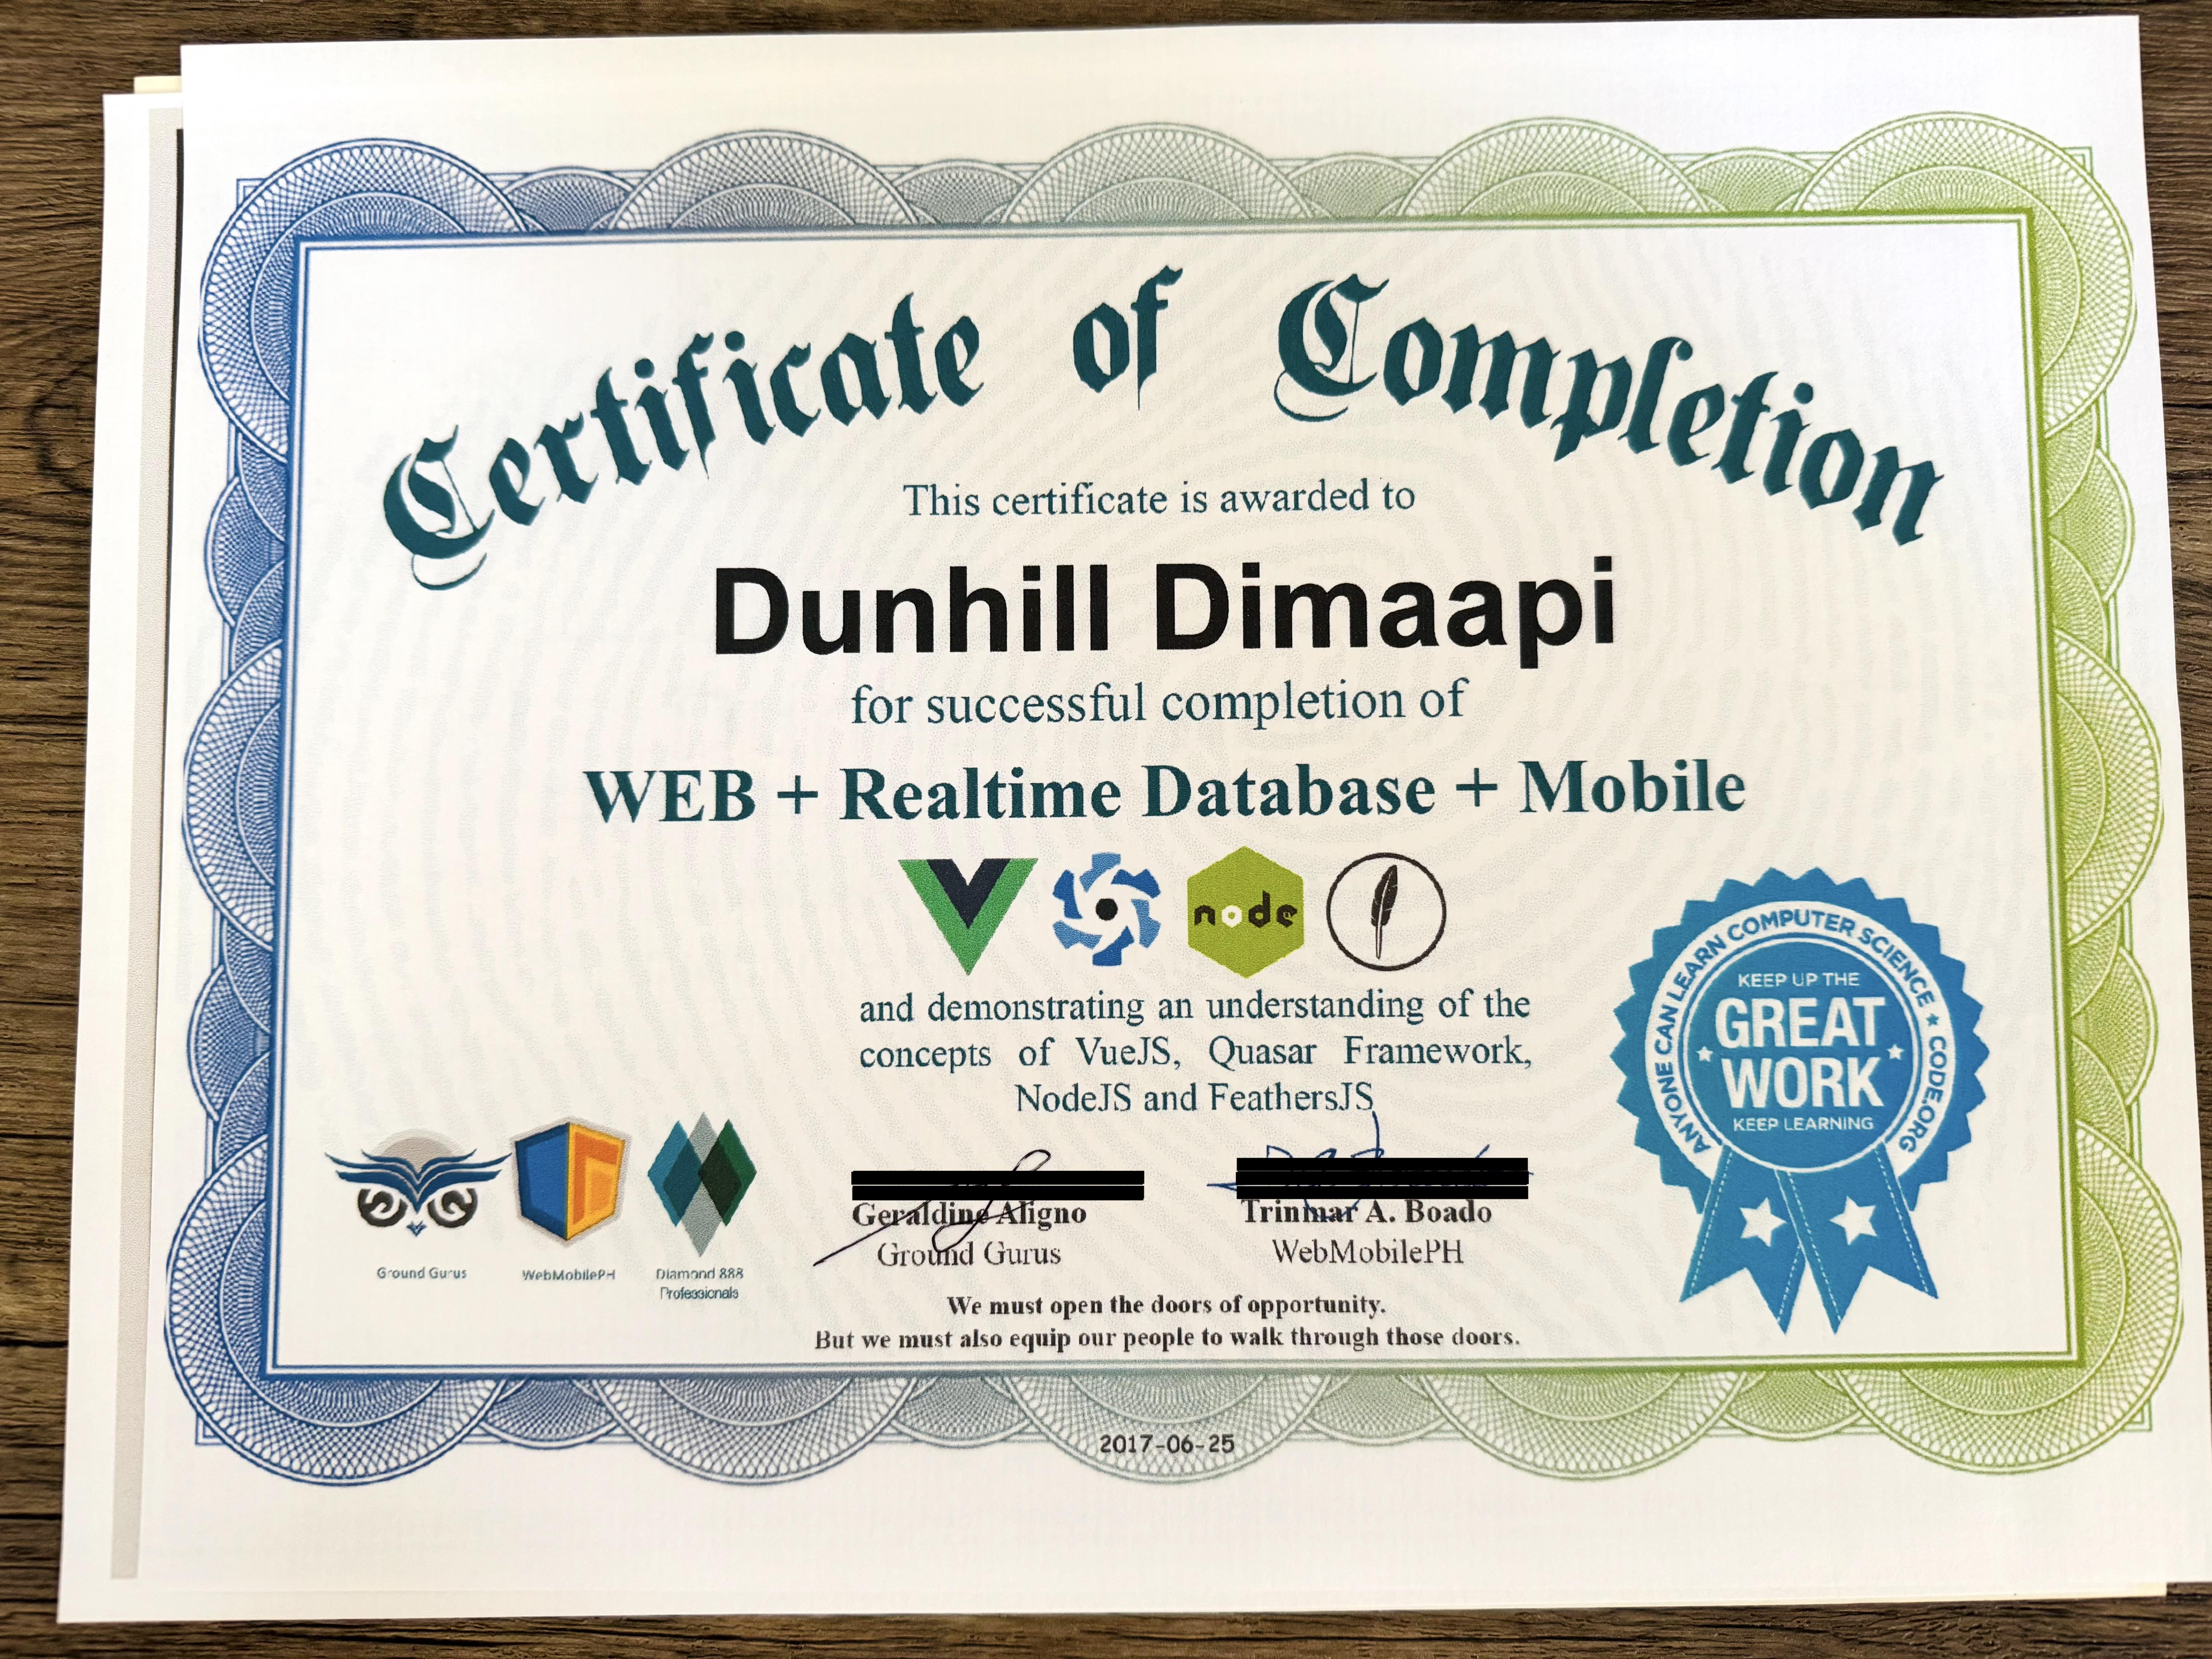 Certificate of Completion
This certificate is awarded to
Dunhill Dimaapi
for successful completion of
WEB + Realtime Database + Mobile
node
and demonstrating an understanding of the
concepts of VueJS, Quasar Framework,
NodeJS and FeathersJS
ANYONE CAN LEARN COMPUTER SCIENCE ★ CODE.ORG
KEEP UP THE
GREAT
WORK
KEEP LEARNING
Ground Gurus
WebMobilePH
Diamond 888
Professionals
Geraldine Aligno
Ground Gurus
Trinmar A. Boado
WebMobilePH
We must open the doors of opportunity.
But we must also equip our people to walk through those doors.
2017-06-25